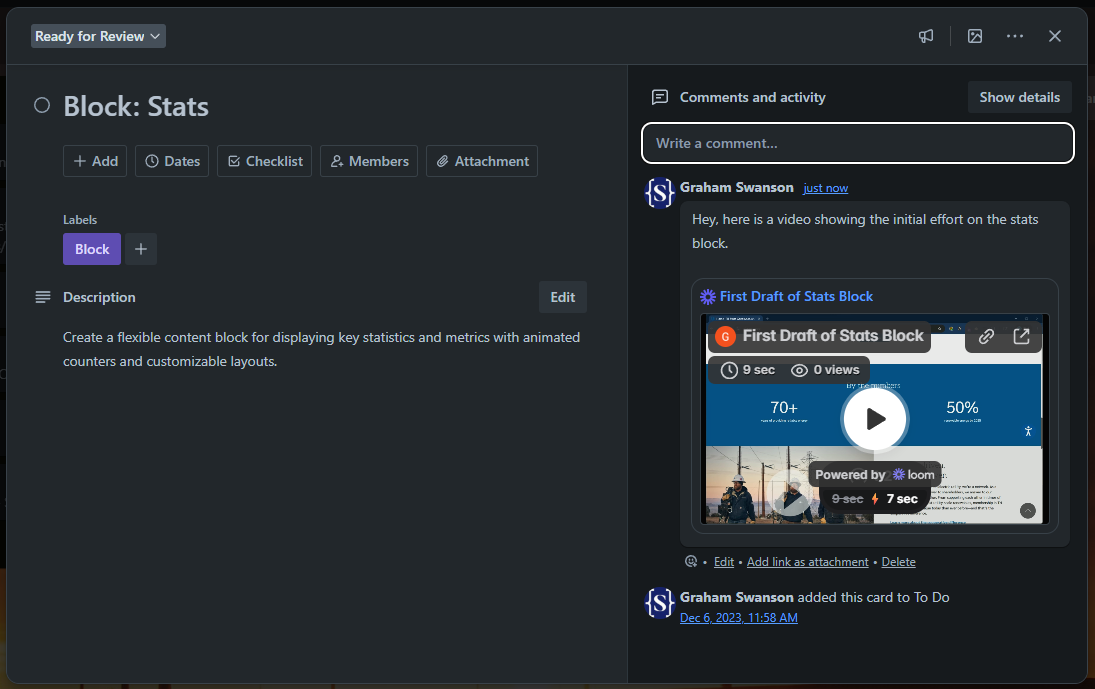 Ready for Review
Block: Stats
Add
Dates
Checklist
Members
Attachment
Labels
Block
Description
Edit
Create a flexible content block for displaying key statistics and metrics with animated
counters and customizable layouts.
Comments and activity
Show details
Write a comment...
{S}
Graham Swanson just now
Hey, here is a video showing the initial effort on the stats
block.
First Draft of Stats Block
G First Draft of Stats Block
9 sec 0 views
By the numbers
70+
50%
Powered by loom
9 sec 7 sec
• Edit • Add link as attachment • Delete
{S}
Graham Swanson added this card to To Do
Dec 6, 2023, 11:58 AM